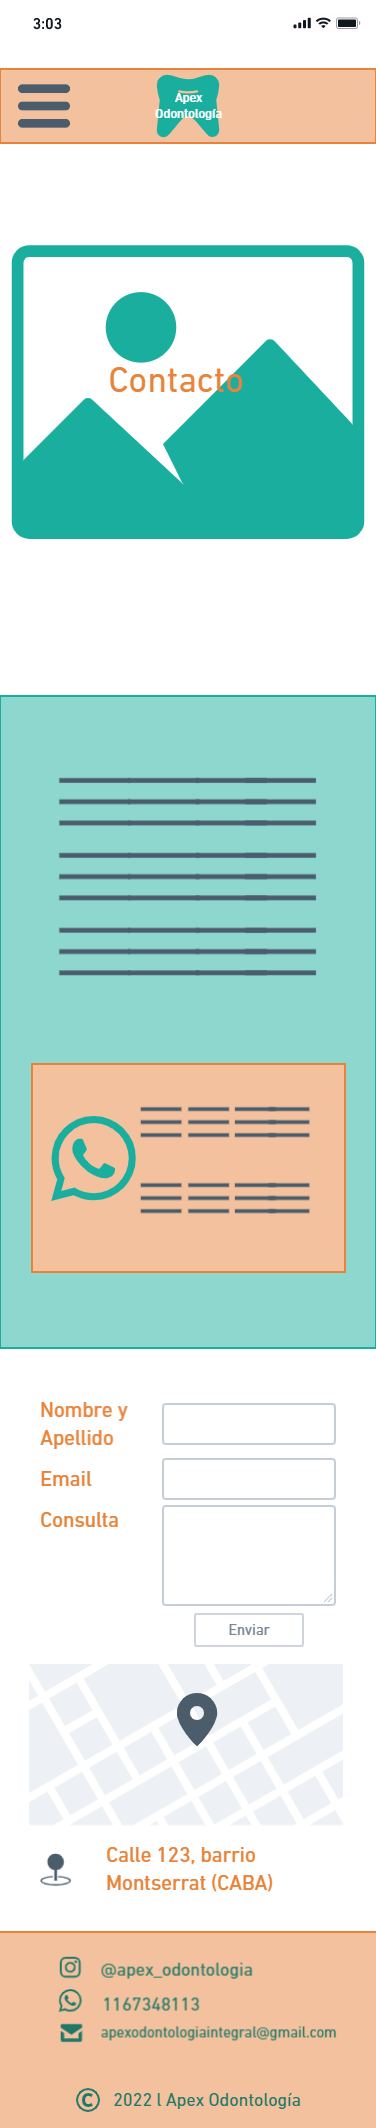 3:03
Apex
Odontología
Contacto
Nombre y
Apellido
Email
Consulta
Enviar
Calle 123, barrio
Montserrat (CABA)
@apex_odontologia
1167348113
apexodontologiaintegral@gmail.com
© 2022 l Apex Odontología